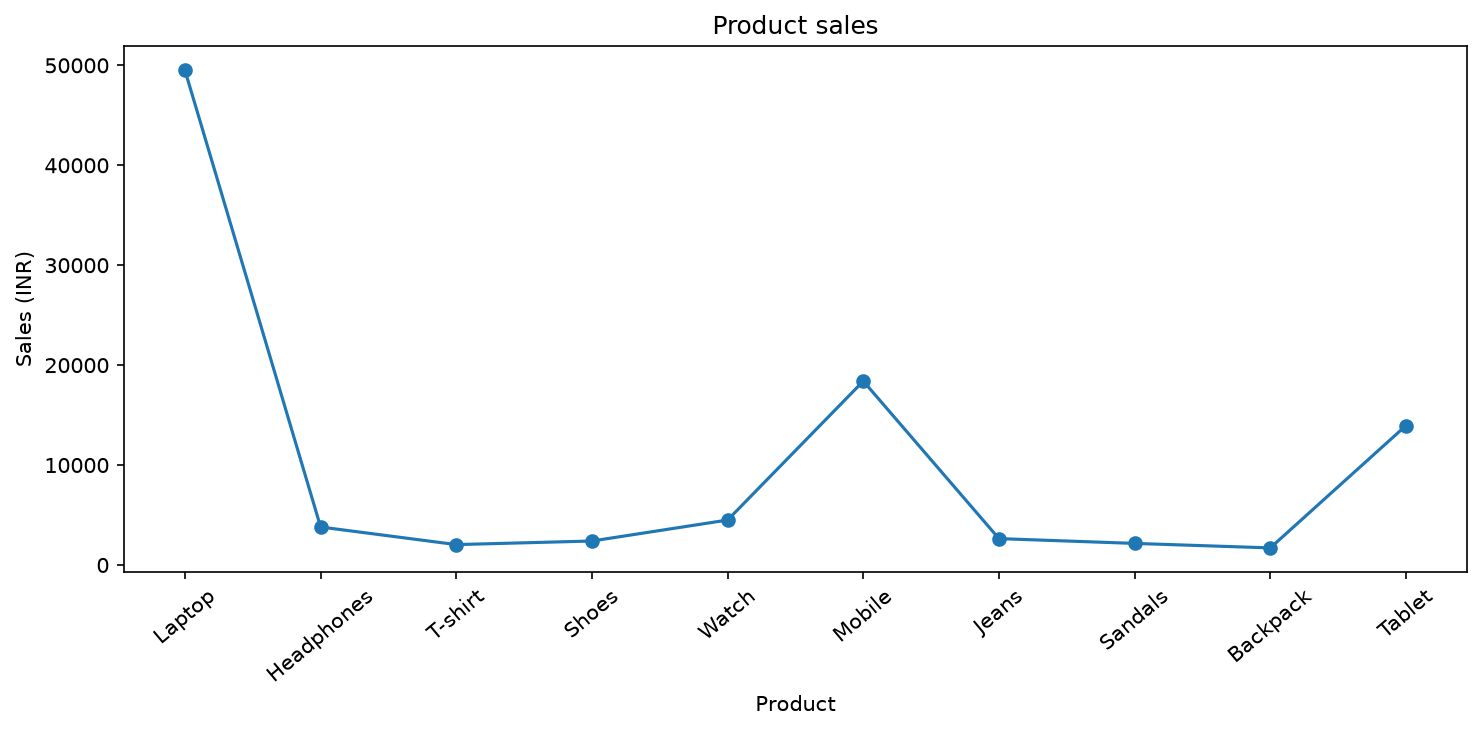 Product sales
50000
40000
30000
20000
10000
0
Sales (INR)
Laptop
Headphones
T-shirt
Shoes
Watch
Mobile
Jeans
Sandals
Backpack
Tablet
Product